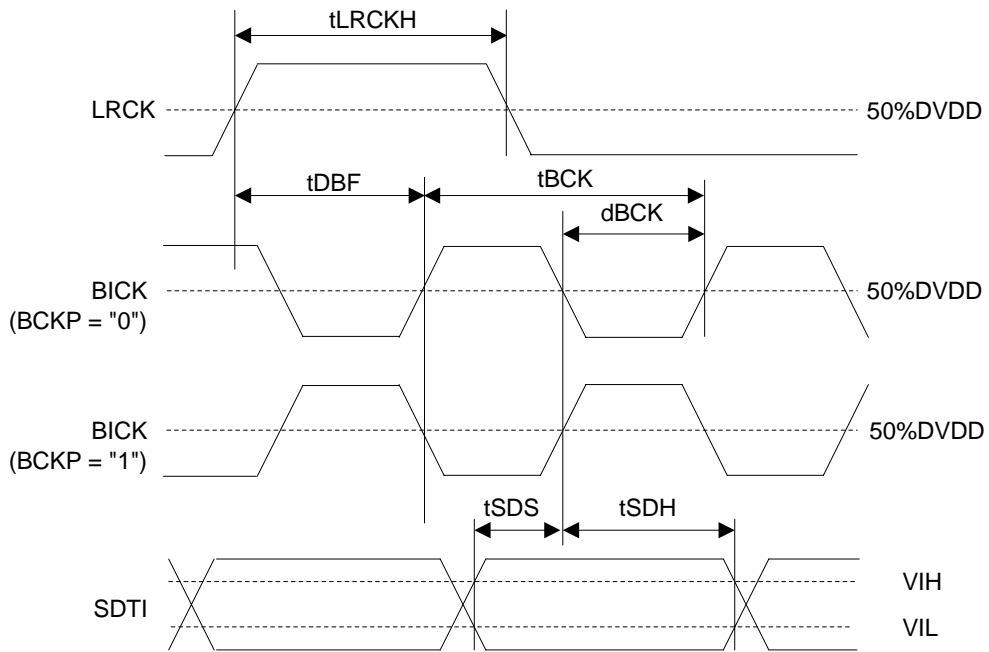 tLRCKH
LRCK
50%DVDD
tDBF
tBCK
dBCK
BICK
(BCKP = "0")
50%DVDD
BICK
(BCKP = "1")
50%DVDD
tSDS
tSDH
SDTI
VIH
VIL